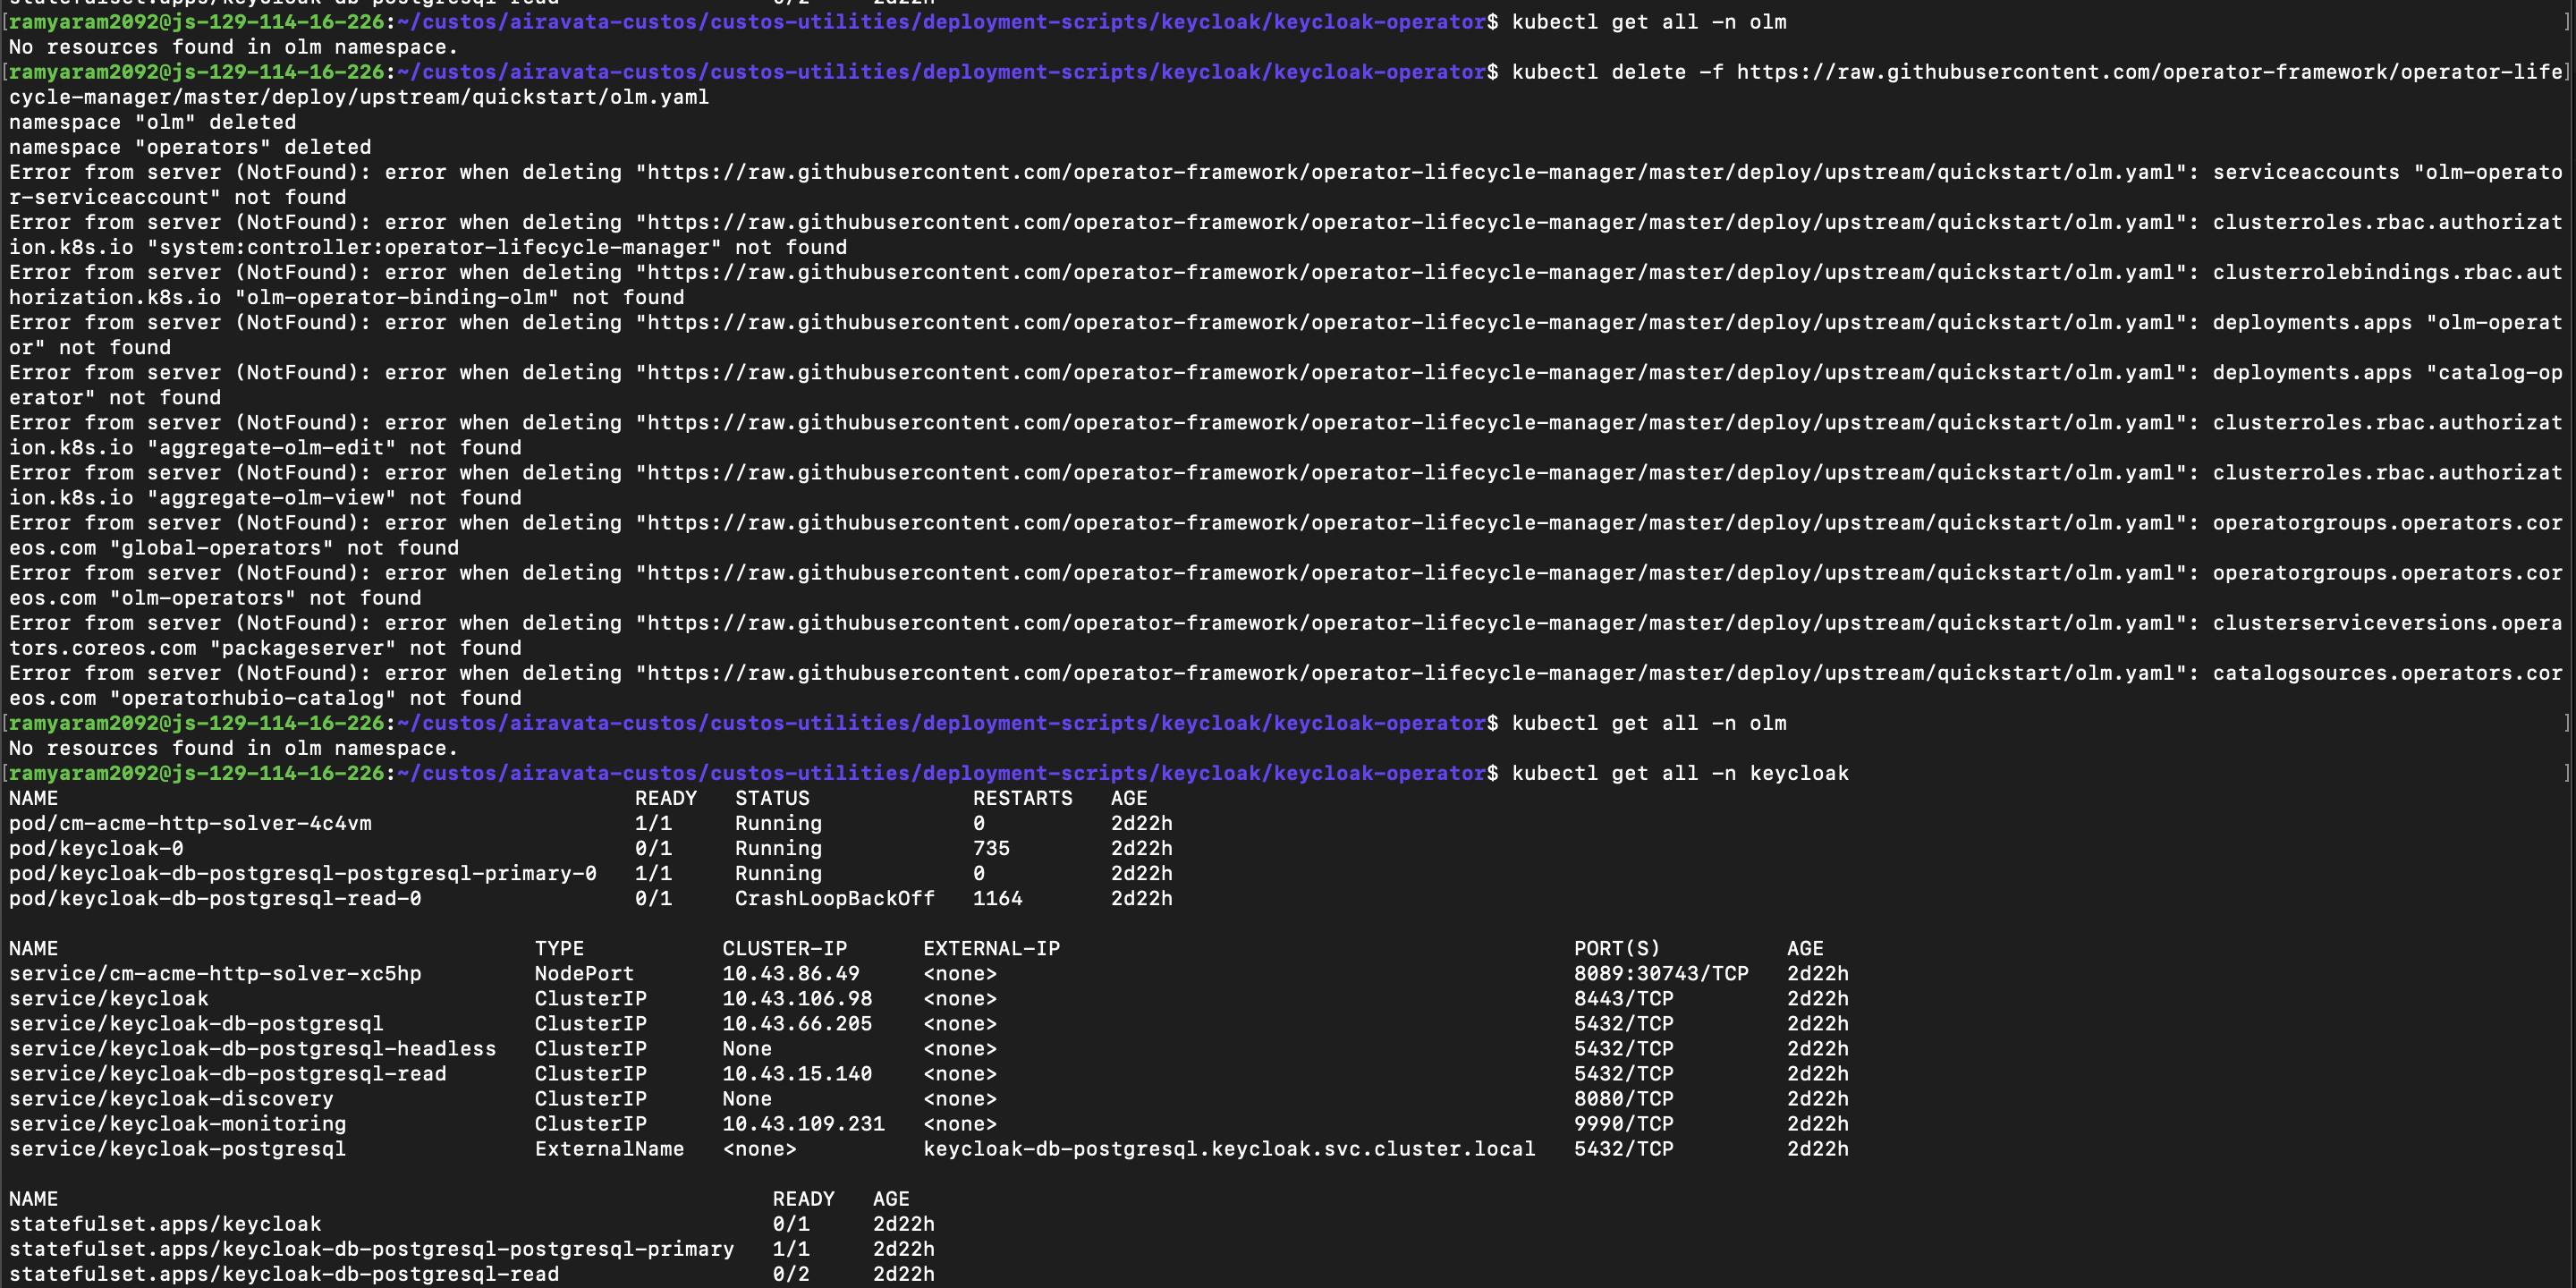 statefulset.apps/keycloak-db-postgresql-read 0/2 2d22h
[ramyaram2092@js-129-114-16-226:~/custos/airavata-custos/custos-utilities/deployment-scripts/keycloak/keycloak-operator$ kubectl get all -n olm ]
No resources found in olm namespace.
[ramyaram2092@js-129-114-16-226:~/custos/airavata-custos/custos-utilities/deployment-scripts/keycloak/keycloak-operator$ kubectl delete -f https://raw.githubusercontent.com/operator-framework/operator-life]
cycle-manager/master/deploy/upstream/quickstart/olm.yaml
namespace "olm" deleted
namespace "operators" deleted
Error from server (NotFound): error when deleting "https://raw.githubusercontent.com/operator-framework/operator-lifecycle-manager/master/deploy/upstream/quickstart/olm.yaml": serviceaccounts "olm-operato
r-serviceaccount" not found
Error from server (NotFound): error when deleting "https://raw.githubusercontent.com/operator-framework/operator-lifecycle-manager/master/deploy/upstream/quickstart/olm.yaml": clusterroles.rbac.authorizat
ion.k8s.io "system:controller:operator-lifecycle-manager" not found
Error from server (NotFound): error when deleting "https://raw.githubusercontent.com/operator-framework/operator-lifecycle-manager/master/deploy/upstream/quickstart/olm.yaml": clusterrolebindings.rbac.aut
horization.k8s.io "olm-operator-binding-olm" not found
Error from server (NotFound): error when deleting "https://raw.githubusercontent.com/operator-framework/operator-lifecycle-manager/master/deploy/upstream/quickstart/olm.yaml": deployments.apps "olm-operat
or" not found
Error from server (NotFound): error when deleting "https://raw.githubusercontent.com/operator-framework/operator-lifecycle-manager/master/deploy/upstream/quickstart/olm.yaml": deployments.apps "catalog-op
erator" not found
Error from server (NotFound): error when deleting "https://raw.githubusercontent.com/operator-framework/operator-lifecycle-manager/master/deploy/upstream/quickstart/olm.yaml": clusterroles.rbac.authorizat
ion.k8s.io "aggregate-olm-edit" not found
Error from server (NotFound): error when deleting "https://raw.githubusercontent.com/operator-framework/operator-lifecycle-manager/master/deploy/upstream/quickstart/olm.yaml": clusterroles.rbac.authorizat
ion.k8s.io "aggregate-olm-view" not found
Error from server (NotFound): error when deleting "https://raw.githubusercontent.com/operator-framework/operator-lifecycle-manager/master/deploy/upstream/quickstart/olm.yaml": operatorgroups.operators.cor
eos.com "global-operators" not found
Error from server (NotFound): error when deleting "https://raw.githubusercontent.com/operator-framework/operator-lifecycle-manager/master/deploy/upstream/quickstart/olm.yaml": operatorgroups.operators.cor
eos.com "olm-operators" not found
Error from server (NotFound): error when deleting "https://raw.githubusercontent.com/operator-framework/operator-lifecycle-manager/master/deploy/upstream/quickstart/olm.yaml": clusterserviceversions.opera
tors.coreos.com "packageserver" not found
Error from server (NotFound): error when deleting "https://raw.githubusercontent.com/operator-framework/operator-lifecycle-manager/master/deploy/upstream/quickstart/olm.yaml": catalogsources.operators.cor
eos.com "operatorhubio-catalog" not found
[ramyaram2092@js-129-114-16-226:~/custos/airavata-custos/custos-utilities/deployment-scripts/keycloak/keycloak-operator$ kubectl get all -n olm ]
No resources found in olm namespace.
[ramyaram2092@js-129-114-16-226:~/custos/airavata-custos/custos-utilities/deployment-scripts/keycloak/keycloak-operator$ kubectl get all -n keycloak ]
NAME READY STATUS RESTARTS AGE
pod/cm-acme-http-solver-4c4vm 1/1 Running 0 2d22h
pod/keycloak-0 0/1 Running 735 2d22h
pod/keycloak-db-postgresql-postgresql-primary-0 1/1 Running 0 2d22h
pod/keycloak-db-postgresql-read-0 0/1 CrashLoopBackOff 1164 2d22h
NAME TYPE CLUSTER-IP EXTERNAL-IP PORT(S) AGE
service/cm-acme-http-solver-xc5hp NodePort 10.43.86.49 <none> 8089:30743/TCP 2d22h
service/keycloak ClusterIP 10.43.106.98 <none> 8443/TCP 2d22h
service/keycloak-db-postgresql ClusterIP 10.43.66.205 <none> 5432/TCP 2d22h
service/keycloak-db-postgresql-headless ClusterIP None <none> 5432/TCP 2d22h
service/keycloak-db-postgresql-read ClusterIP 10.43.15.140 <none> 5432/TCP 2d22h
service/keycloak-discovery ClusterIP None <none> 8080/TCP 2d22h
service/keycloak-monitoring ClusterIP 10.43.109.231 <none> 9990/TCP 2d22h
service/keycloak-postgresql ExternalName <none> keycloak-db-postgresql.keycloak.svc.cluster.local 5432/TCP 2d22h
NAME READY AGE
statefulset.apps/keycloak 0/1 2d22h
statefulset.apps/keycloak-db-postgresql-postgresql-primary 1/1 2d22h
statefulset.apps/keycloak-db-postgresql-read 0/2 2d22h